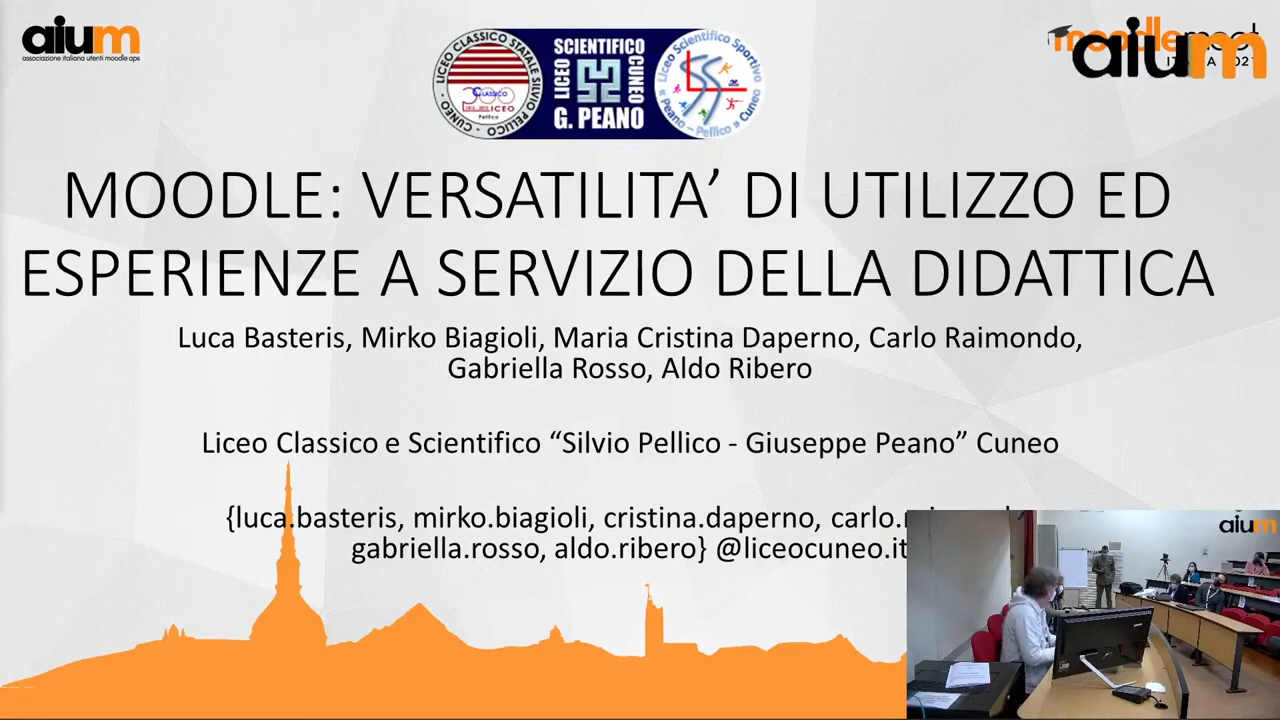 aium
associazione italiana utenti moodle aps
aium
LICEO CLASSICO STATALE SILVIO PELLICO
CUNEO
CLASSICO
LICEO
Pellico
SCIENTIFICO
LICEO
CUNEO
G. PEANO
Liceo Scientifico Sportivo
« Peano - Pellico » Cuneo
MOODLE: VERSATILITA’ DI UTILIZZO ED
ESPERIENZE A SERVIZIO DELLA DIDATTICA
Luca Basteris, Mirko Biagioli, Maria Cristina Daperno, Carlo Raimondo,
Gabriella Rosso, Aldo Ribero
Liceo Classico e Scientifico “Silvio Pellico - Giuseppe Peano” Cuneo
{luca.basteris, mirko.biagioli, cristina.daperno, carlo.
gabriella.rosso, aldo.ribero} @liceocuneo.it
aium